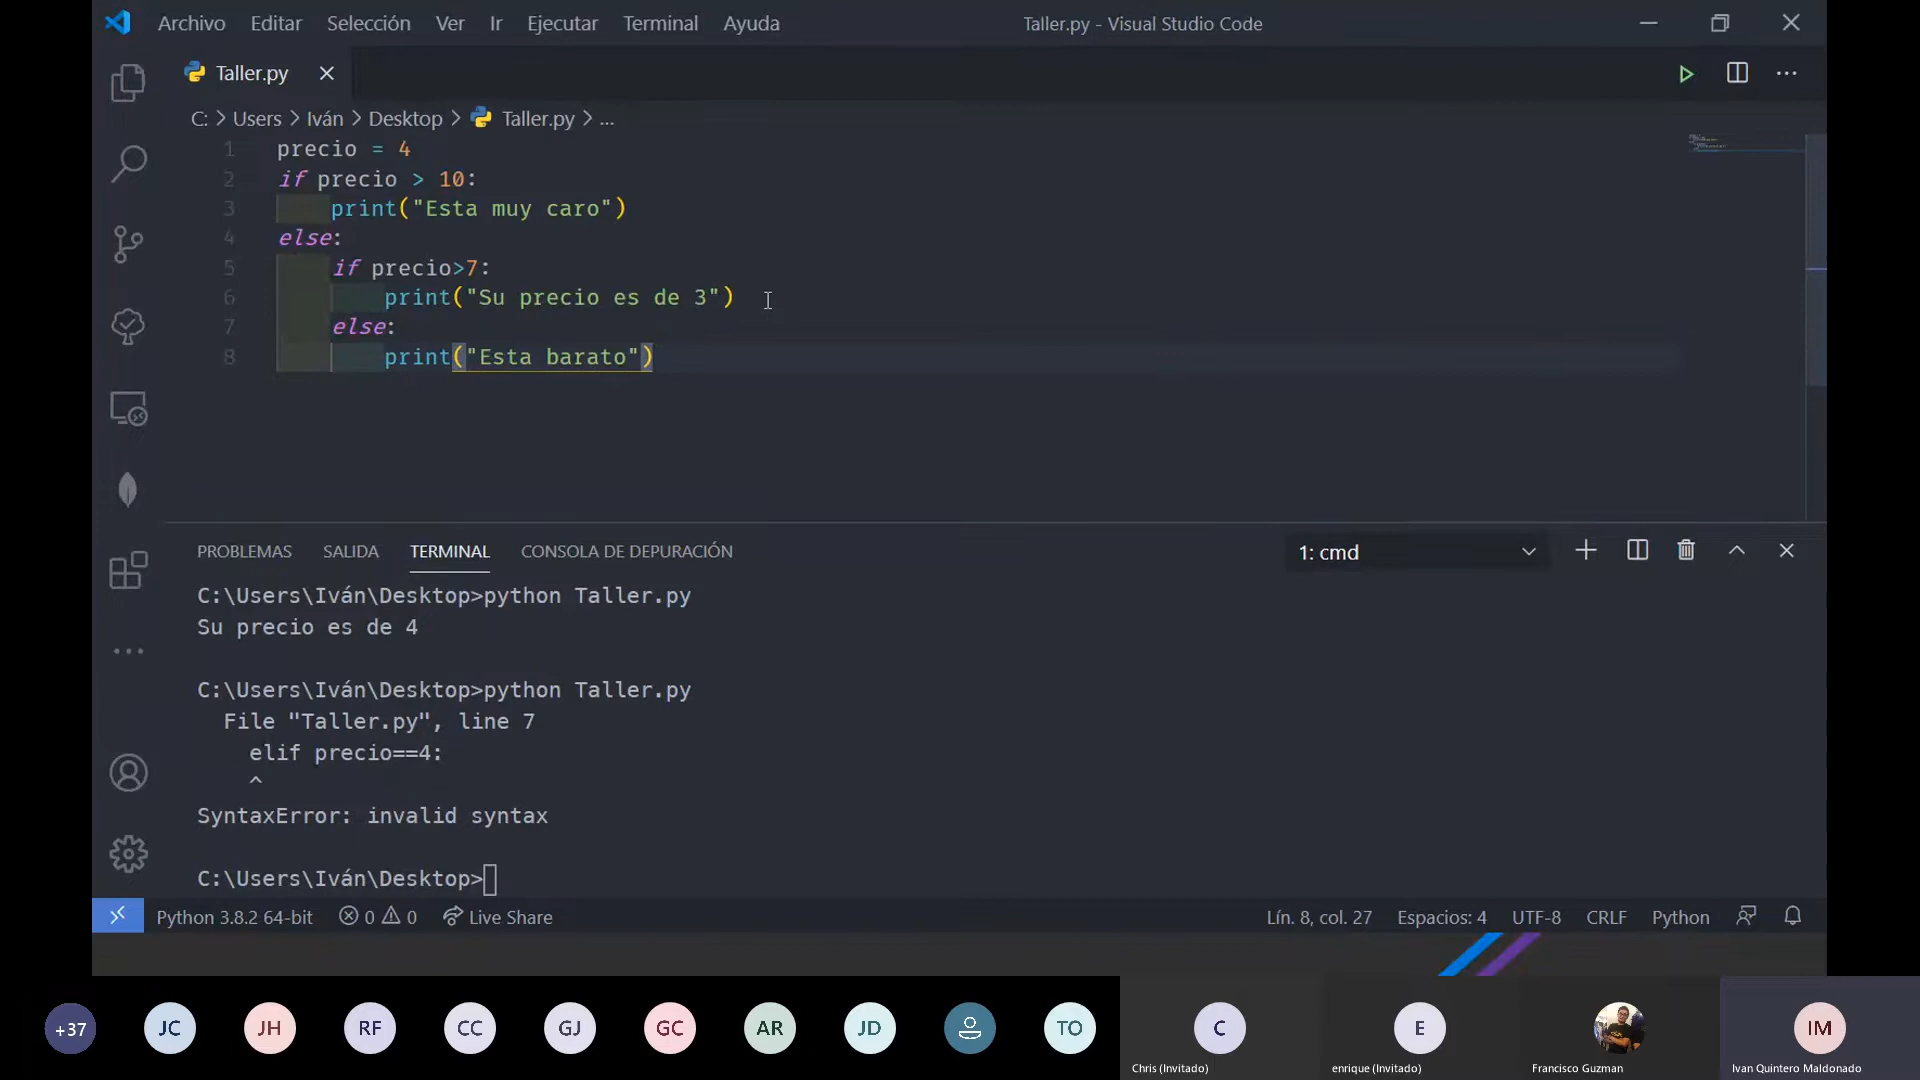 Archivo Editar Selección Ver Ir Ejecutar Terminal Ayuda Taller.py - Visual Studio Code
Taller.py
C: > Users > Iván > Desktop > Taller.py > ...
1 precio = 4
2 if precio > 10:
3 print("Esta muy caro")
4 else:
5 if precio>7:
6 print("Su precio es de 3")
7 else:
8 print("Esta barato")
PROBLEMAS SALIDA TERMINAL CONSOLA DE DEPURACIÓN 1: cmd
C:\Users\Iván\Desktop>python Taller.py
Su precio es de 4
C:\Users\Iván\Desktop>python Taller.py
File "Taller.py", line 7
elif precio==4:
^
SyntaxError: invalid syntax
C:\Users\Iván\Desktop>
Python 3.8.2 64-bit 0 0 Live Share Lín. 8, col. 27 Espacios: 4 UTF-8 CRLF Python
+37 JC JH RF CC GJ GC AR JD TO C E IM
Chris (Invitado) enrique (Invitado) Francisco Guzman Ivan Quintero Maldonado